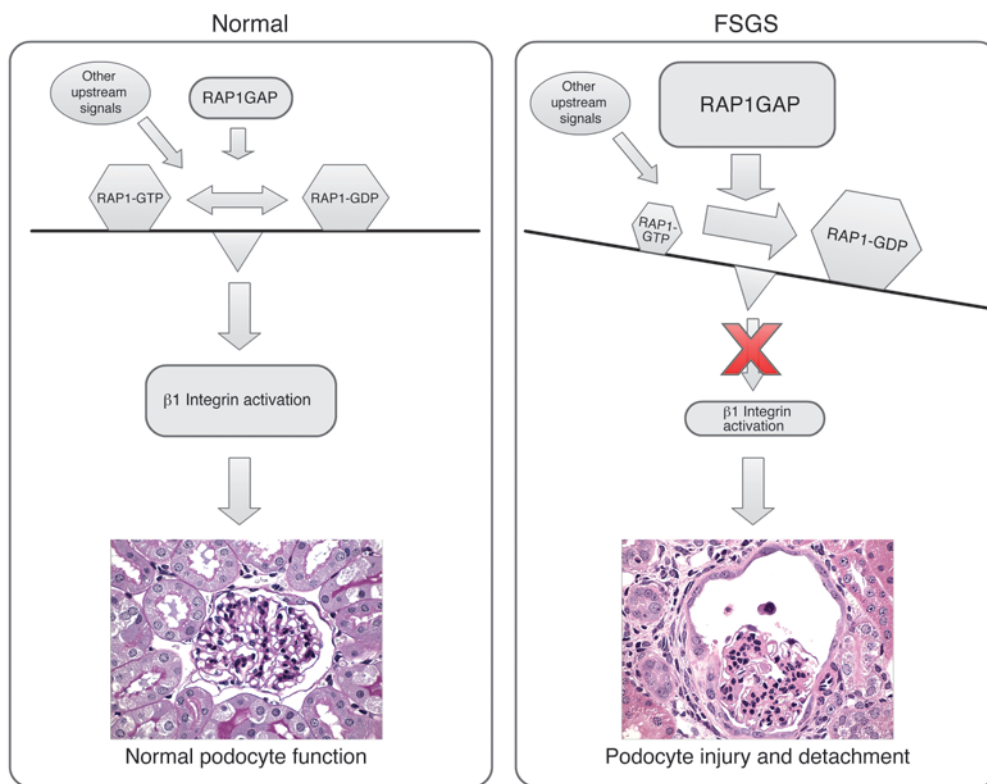 Normal
Other
upstream
signals
RAP1GAP
RAP1-GTP
RAP1-GDP
β1 Integrin activation
Normal podocyte function
FSGS
Other
upstream
signals
RAP1GAP
RAP1-
GTP
RAP1-GDP
X
β1 Integrin
activation
Podocyte injury and detachment